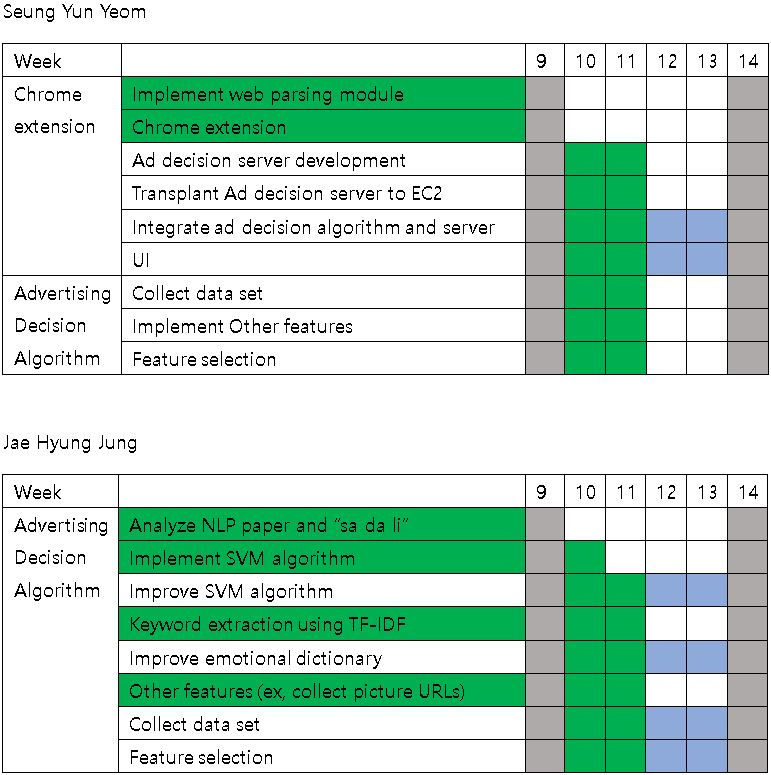 Seung Yun Yeom
Week 9 10 11 12 13 14
Chrome Implement web parsing module
extension Chrome extension
Ad decision server development
Transplant Ad decision server to EC2
Integrate ad decision algorithm and server
UI
Advertising Collect data set
Decision Implement Other features
Algorithm Feature selection
Jae Hyung Jung
Week 9 10 11 12 13 14
Advertising Analyze NLP paper and “sa da li”
Decision Implement SVM algorithm
Algorithm Improve SVM algorithm
Keyword extraction using TF-IDF
Improve emotional dictionary
Other features (ex, collect picture URLs)
Collect data set
Feature selection